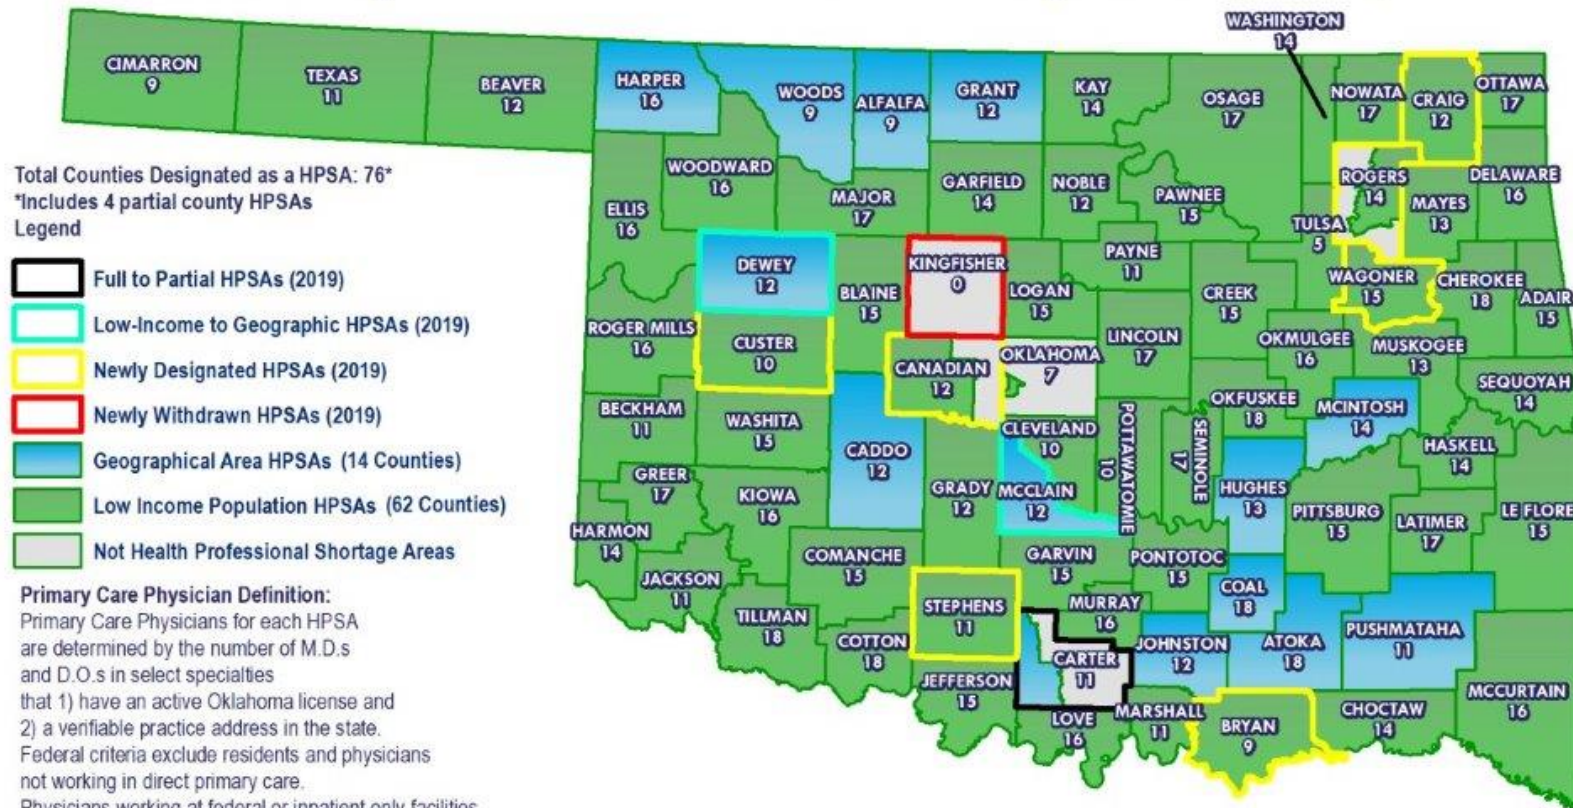 WASHINGTON
14
CIMARRON
9
TEXAS
11
BEAVER
12
HARPER
16
WOODS
9
ALFALFA
9
GRANT
12
KAY
14
OSAGE
17
NOWATA
17
CRAIG
12
OTTAWA
17
Total Counties Designated as a HPSA: 76*
*Includes 4 partial county HPSAs
Legend
Full to Partial HPSAs (2019)
Low-Income to Geographic HPSAs (2019)
Newly Designated HPSAs (2019)
Newly Withdrawn HPSAs (2019)
Geographical Area HPSAs (14 Counties)
Low Income Population HPSAs (62 Counties)
Not Health Professional Shortage Areas
Primary Care Physician Definition:
Primary Care Physicians for each HPSA
are determined by the number of M.D.s
and D.O.s in select specialties
that 1) have an active Oklahoma license and
2) a verifiable practice address in the state.
Federal criteria exclude residents and physicians
not working in direct primary care.
Physicians working at federal or inpatient only facilities
ELLIS
16
WOODWARD
16
MAJOR
17
GARFIELD
14
NOBLE
12
PAWNEE
15
ROGERS
14
TULSA
5
MAYES
13
DELAWARE
16
DEWEY
12
BLAINE
15
KINGFISHER
0
LOGAN
15
PAYNE
11
CREEK
15
WAGONER
15
CHEROKEE
18
ADAIR
15
ROGER MILLS
16
CUSTER
10
CANADIAN
12
OKLAHOMA
7
LINCOLN
17
OKMULGEE
16
MUSKOGEE
13
SEQUOYAH
14
BECKHAM
11
WASHITA
15
CADDO
12
CLEVELAND
10
POTTAWATOMIE
10
SEMINOLE
17
OKFUSKEE
18
MCINTOSH
14
HASKELL
14
GREER
17
KIOWA
16
GRADY
12
MCCLAIN
12
HUGHES
13
PITTSBURG
15
LATIMER
17
LE FLORE
15
HARMON
14
JACKSON
11
COMANCHE
15
GARVIN
15
PONTOTOC
15
COAL
18
TILLMAN
18
COTTON
18
STEPHENS
11
MURRAY
16
CARTER
11
JOHNSTON
12
ATOKA
18
PUSHMATAHA
11
JEFFERSON
15
LOVE
16
MARSHALL
11
BRYAN
9
CHOCTAW
14
MCCURTAIN
16